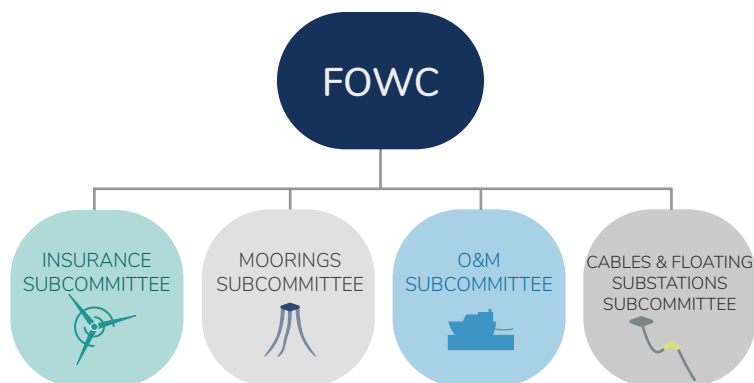 FOWC
INSURANCE
SUBCOMMITTEE
MOORINGS
SUBCOMMITTEE
O&M
SUBCOMMITTEE
CABLES & FLOATING
SUBSTATIONS
SUBCOMMITTEE